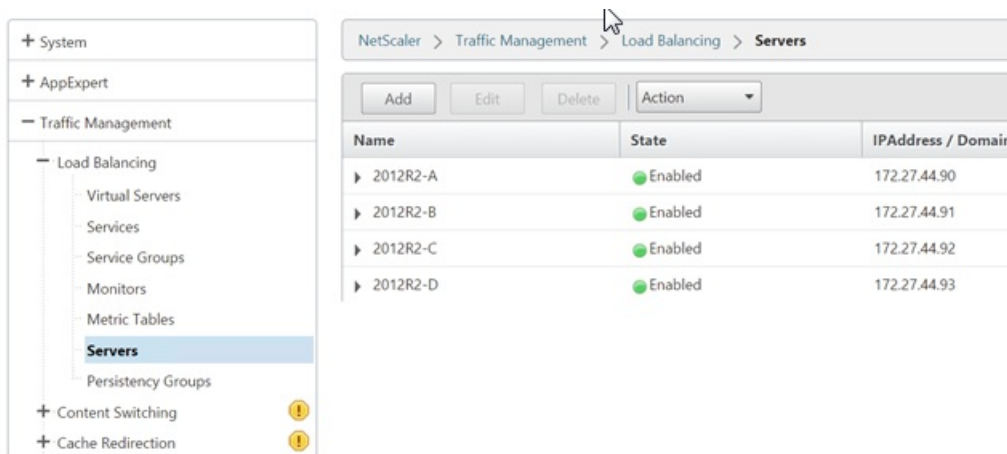 + System
+ AppExpert
− Traffic Management
− Load Balancing
Virtual Servers
Services
Service Groups
Monitors
Metric Tables
Servers
Persistency Groups
+ Content Switching
+ Cache Redirection
NetScaler > Traffic Management > Load Balancing > Servers
Add Edit Delete Action
Name State IPAddress / Domain
2012R2-A Enabled 172.27.44.90
2012R2-B Enabled 172.27.44.91
2012R2-C Enabled 172.27.44.92
2012R2-D Enabled 172.27.44.93